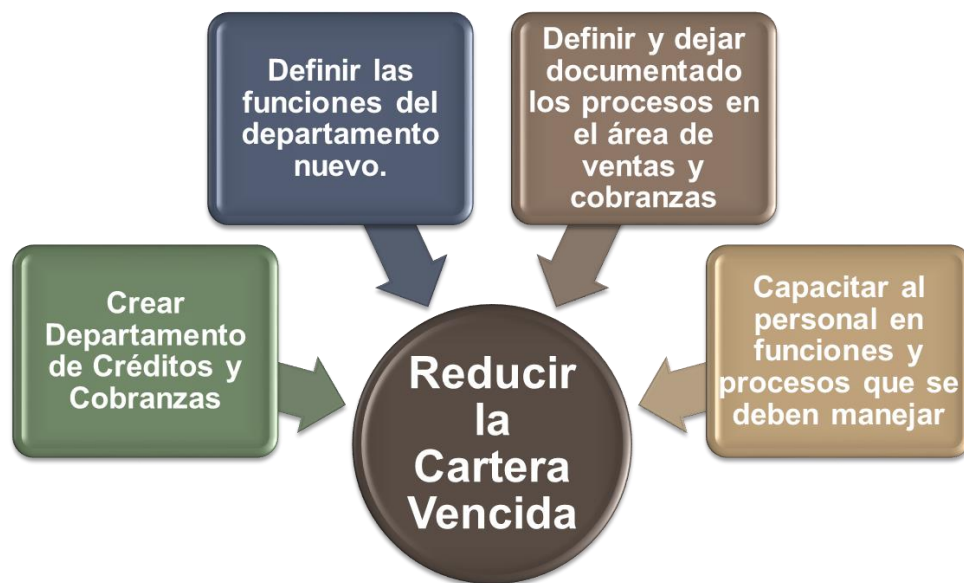 Definir las
funciones del
departamento
nuevo.
Definir y dejar
documentado
los procesos en
el área de
ventas y
cobranzas
Crear
Departamento
de Créditos y
Cobranzas
Capacitar al
personal en
funciones y
procesos que se
deben manejar
Reducir
la
Cartera
Vencida